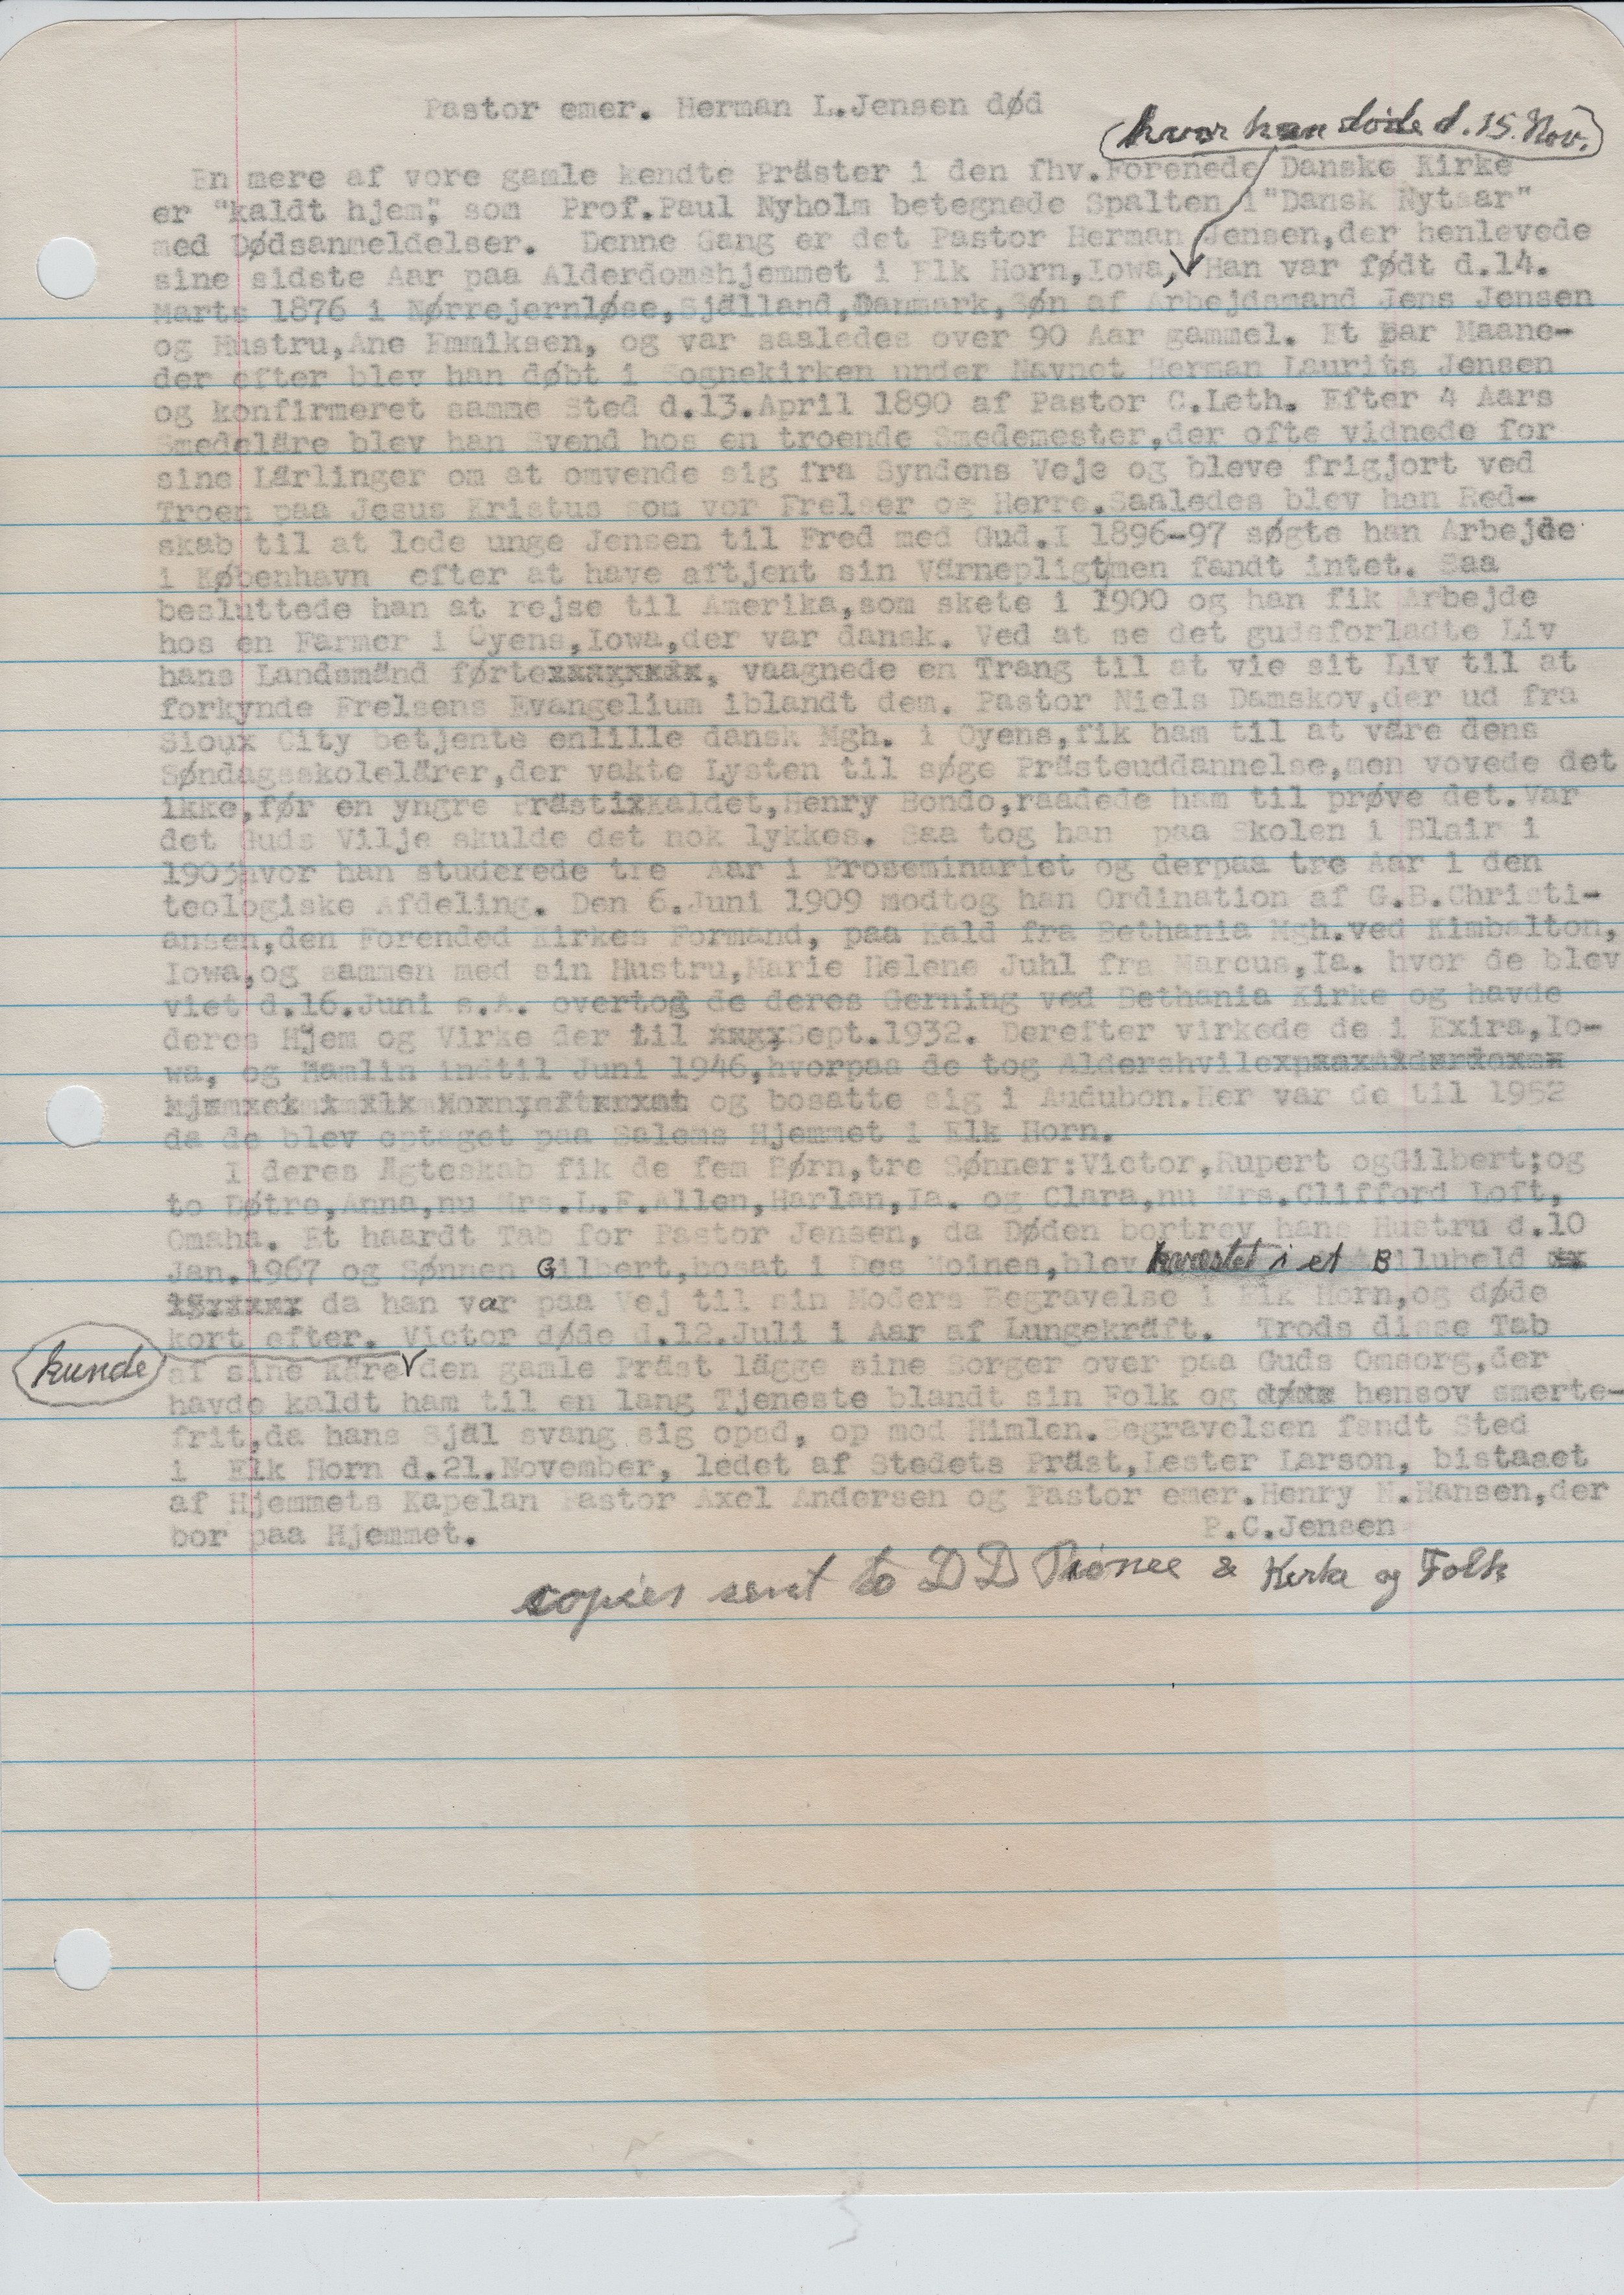 Pastor emer. Herman L.Jensen død
(hvor han døde d. 15. Nov.)
En mere af vore gamle kendte Präster i den fhv.Forenede Danske Kirke
er "kaldt hjem", som Prof.Paul Nyholm betegnede Spalten i "Dansk Nytaar"
med Dødsanmeldelser. Denne Gang er det Pastor Herman Jensen,der henlevede
sine sidste Aar paa Alderdomshjemmet i Elk Horn,Iowa, Han var født d.14.
Marts 1876 i Nørrejernløse,Själland,Danmark,Søn af Arbejdsmand Jens Jensen
og Hustru,Ane Emmiksen, og var saaledes over 90 Aar gammel. Et par Maane-
der efter blev han døbt i Sognekirken under Navnet Herman Laurits Jensen
og konfirmeret samme Sted d.13.April 1890 af Pastor C.Leth. Efter 4 Aars
Smedeläre blev han Svend hos en troende Smedemester,der ofte vidnede for
sine Lärlinger om at omvende sig fra Syndens Veje og bleve frigjort ved
Troen paa Jesus Kristus som vor Frelser og Herre.Saaledes blev han Red-
skab til at lede unge Jensen til Fred med Gud.I 1896-97 søgte han Arbejde
i København efter at have aftjent sin Värnepligt men fandt intet. Saa
besluttede han at rejse til Amerika,som skete i 1900 og han fik Arbejde
hos en Farmer i Oyens,Iowa,der var dansk. Ved at se det gudsforladte Liv
hans Landsmänd førte, vaagnede en Trang til at vie sit Liv til at
forkynde Frelsens Evangelium iblandt dem. Pastor Niels Damskov,der ud fra
Sioux City betjente enlille dansk Mgh. i Oyens,fik ham til at väre dens
Søndagsskolelärer,der vakte Lysten til søge Prästeuddannelse,men vovede det
ikke,før en yngre Präst i Kaldet,Henry Bondo,raadede ham til prøve det.Var
det Guds Vilje skulde det nok lykkes. Saa tog han paa Skolen i Blair i
1903hvor han studerede tre Aar i Proseminariet og derpaa tre Aar i den
teologiske Afdeling. Den 6.Juni 1909 modtog han Ordination af G.B.Christi-
ansen,den Forended Kirkes Formand, paa Kald fra Bethania Mgh.ved Kimbalton,
Iowa,og sammen med sin Hustru,Marie Helene Juhl fra Marcus,Ia. hvor de blev
viet d.16.Juni s.A. overtog de deres Gerning ved Bethania Kirke og havde
deres Hjem og Virke der til Sept.1932. Derefter virkede de i Exira,Io-
wa, og Hamlin indtil Juni 1946,hvorpaa de tog Aldershvile
og bosatte sig i Audubon.Her var de til 1952
da de blev optaget paa Salems Hjemmet i Elk Horn.
I deres Ägteskab fik de fem Børn,tre Sønner:Victor,Rupert ogGilbert;og
to Døtre,Anna,nu Mrs.L.F.Allen,Harlan,Ia. og Clara,nu Mrs.Clifford Loft,
Omaha. Et haardt Tab for Pastor Jensen, da Døden bortrev hans Hustru d.10
Jan.1967 og Sønnen Gilbert,bosat i Des Moines,blev kvæstet i et Biluheld
da han var paa Vej til sin Moders Begravelse i Elk Horn,og døde
kort efter. Victor døde d.12.Juli i Aar af Lungekräft. Trods disse Tab
(kunde) af sine käre den gamle Präst lägge sine Sorger over paa Guds Omsorg,der
havde kaldt ham til en lang Tjeneste blandt sin Folk og hensov smerte-
frit,da hans Själ svang sig opad, op mod Himlen.Begravelsen fandt Sted
i Elk Horn d.21.November, ledet af Stedets Präst,Lester Larson, bistaaet
af Hjemmets Kapelan Pastor Axel Andersen og Pastor emer.Henry N.Hansen,der
bor paa Hjemmet. P.C.Jensen
copies sent to D D Pionee & Kirke og Folk